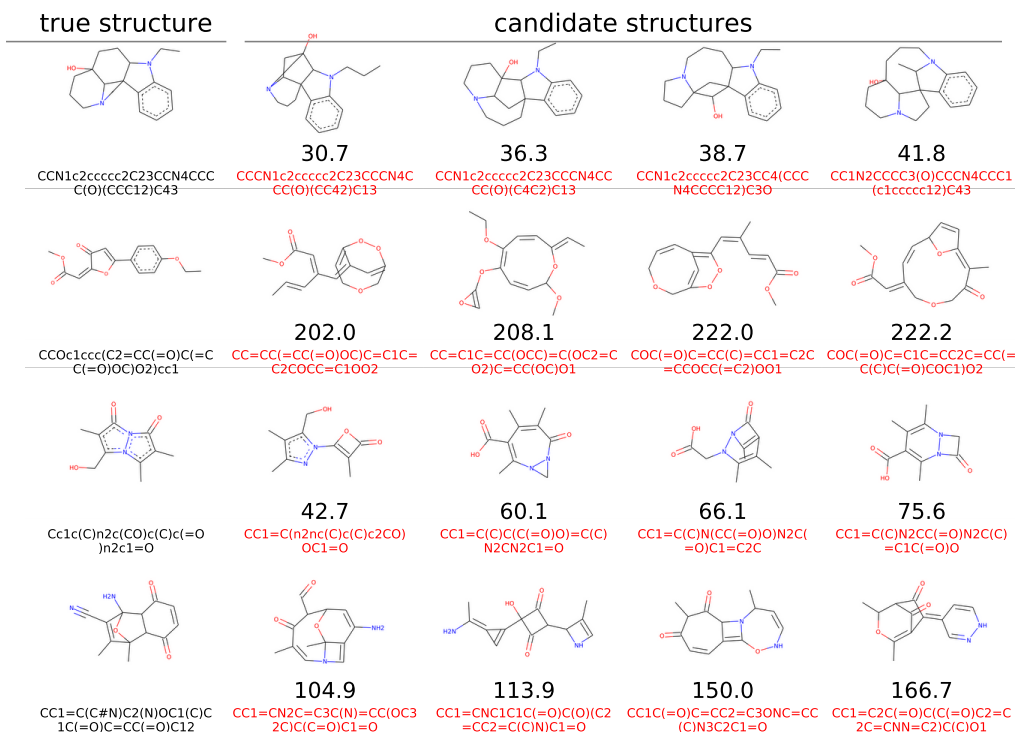 true structure
candidate structures
30.7
36.3
38.7
41.8
CCN1c2ccccc2C23CCN4CCC
C(O)(CCC12)C43
CCCN1c2ccccc2C23CCCN4C
CC(O)(CC42)C13
CCN1c2ccccc2C23CCCN4CC
CC(O)(C4C2)C13
CCN1c2ccccc2C23CC4(CCC
N4CCCC12)C3O
CC1N2CCCC3(O)CCCN4CCC1
(c1ccccc12)C43
202.0
208.1
222.0
222.2
CCOc1ccc(C2=CC(=O)C(=C
C(=O)OC)O2)cc1
CC=CC(=CC(=O)OC)C=C1C=
C2COCC=C1OO2
CC=C1C=CC(OCC)=C(OC2=C
O2)C=CC(OC)O1
COC(=O)C=CC(C)=CC1=C2C
=CCOCC(=C2)OO1
COC(=O)C=C1C=CC2C=CC(=
C(C)C(=O)COC1)O2
42.7
60.1
66.1
75.6
Cc1c(C)n2c(CO)c(C)c(=O
)n2c1=O
CC1=C(n2nc(C)c(C)c2CO)
OC1=O
CC1=C(C)C(C(=O)O)=C(C)
N2CN2C1=O
CC1=C(C)N(CC(=O)O)N2C(
=O)C1=C2C
CC1=C(C)N2CC(=O)N2C(C)
=C1C(=O)O
104.9
113.9
150.0
166.7
CC1=C(C#N)C2(N)OC1(C)C
1C(=O)C=CC(=O)C12
CC1=CN2C=C3C(N)=CC(OC3
2C)C(C=O)C1=O
CC1=CNC1C1C(=O)C(O)(C2
=CC2=C(C)N)C1=O
CC1C(=O)C=CC2=C3ONC=CC
(C)N3C2C1=O
CC1=C2C(=O)C(C(=O)C2=C
2C=CNN=C2)C(C)O1